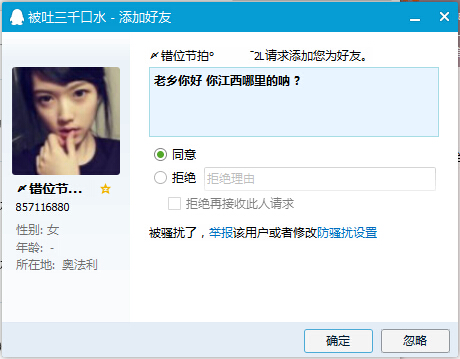 被吐三千口水 - 添加好友
〆错位节拍° ˉ2L请求添加您为好友。
老乡你好 你江西哪里的呐？
同意
拒绝 拒绝理由
拒绝再接收此人请求
〆错位节...
857116880
性别: 女
年龄: -
所在地: 奥法利
被骚扰了，举报该用户或者修改防骚扰设置
确定 忽略